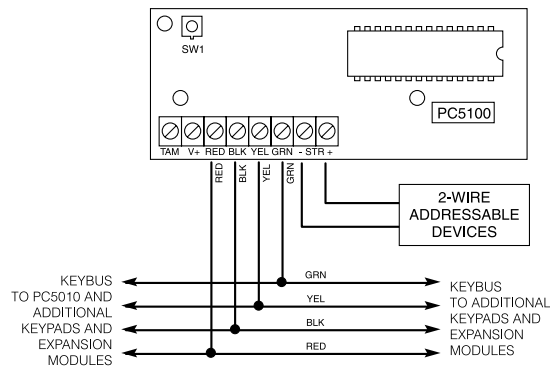 SW1
PC5100
TAM V+ RED BLK YEL GRN - STR +
RED BLK YEL GRN
2-WIRE
ADDRESSABLE
DEVICES
GRN
YEL
BLK
RED
KEYBUS
TO PC5010 AND
ADDITIONAL
KEYPADS AND
EXPANSION
MODULES
KEYBUS
TO ADDITIONAL
KEYPADS AND
EXPANSION
MODULES